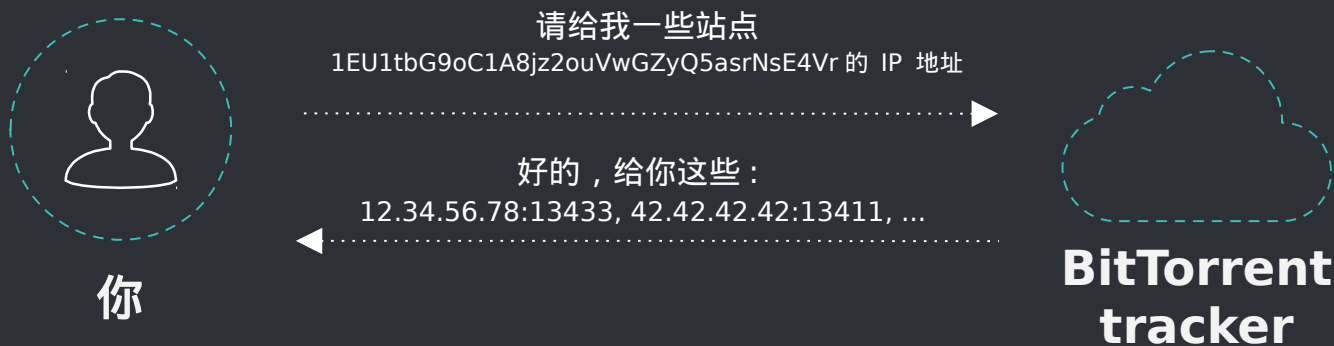 请给我一些站点
1EU1tbG9oC1A8jz2ouVwGZyQ5asrNsE4Vr 的 IP 地址
好的，给你这些：
12.34.56.78:13433, 42.42.42.42:13411, ...
你
BitTorrent
tracker